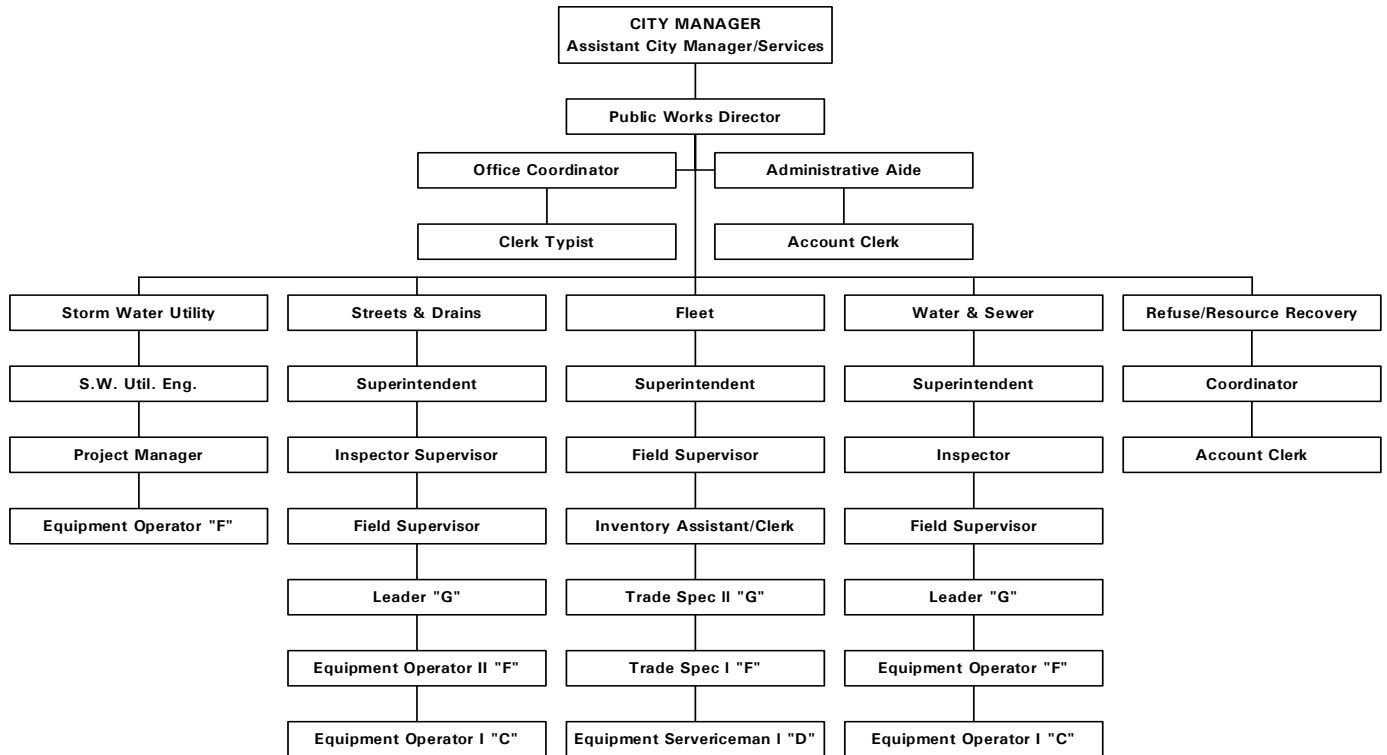 CITY MANAGER
Assistant City Manager/Services
Public Works Director
Office Coordinator
Administrative Aide
Clerk Typist
Account Clerk
Storm Water Utility
Streets & Drains
Fleet
Water & Sewer
Refuse/Resource Recovery
S.W. Util. Eng.
Superintendent
Superintendent
Superintendent
Coordinator
Project Manager
Inspector Supervisor
Field Supervisor
Inspector
Account Clerk
Equipment Operator "F"
Field Supervisor
Inventory Assistant/Clerk
Field Supervisor
Leader "G"
Trade Spec II "G"
Leader "G"
Equipment Operator II "F"
Trade Spec I "F"
Equipment Operator "F"
Equipment Operator I "C"
Equipment Servericeman I "D"
Equipment Operator I "C"